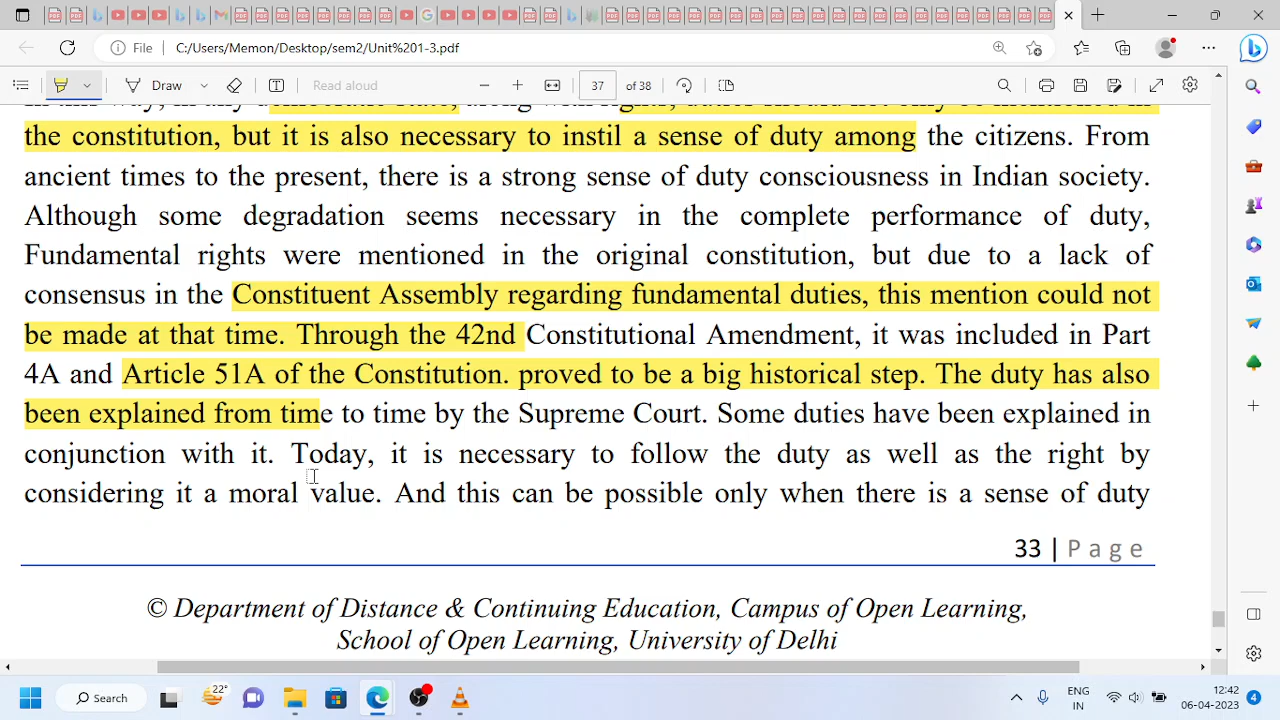 File C:/Users/Memon/Desktop/sem2/Unit%201-3.pdf
Draw Read aloud 37 of 38
the constitution, but it is also necessary to instil a sense of duty among the citizens. From
ancient times to the present, there is a strong sense of duty consciousness in Indian society.
Although some degradation seems necessary in the complete performance of duty,
Fundamental rights were mentioned in the original constitution, but due to a lack of
consensus in the Constituent Assembly regarding fundamental duties, this mention could not
be made at that time. Through the 42nd Constitutional Amendment, it was included in Part
4A and Article 51A of the Constitution. proved to be a big historical step. The duty has also
been explained from time to time by the Supreme Court. Some duties have been explained in
conjunction with it. Today, it is necessary to follow the duty as well as the right by
considering it a moral value. And this can be possible only when there is a sense of duty
33 | Page
© Department of Distance & Continuing Education, Campus of Open Learning,
School of Open Learning, University of Delhi
Search 22° ENG 12:42
IN 06-04-2023 4